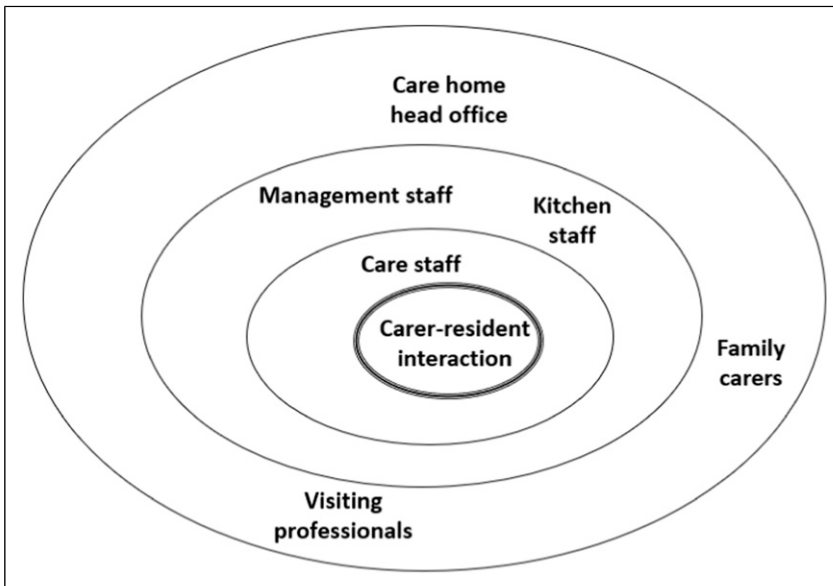 Care home
head office
Management staff
Kitchen
staff
Care staff
Carer-resident
interaction
Family
carers
Visiting
professionals